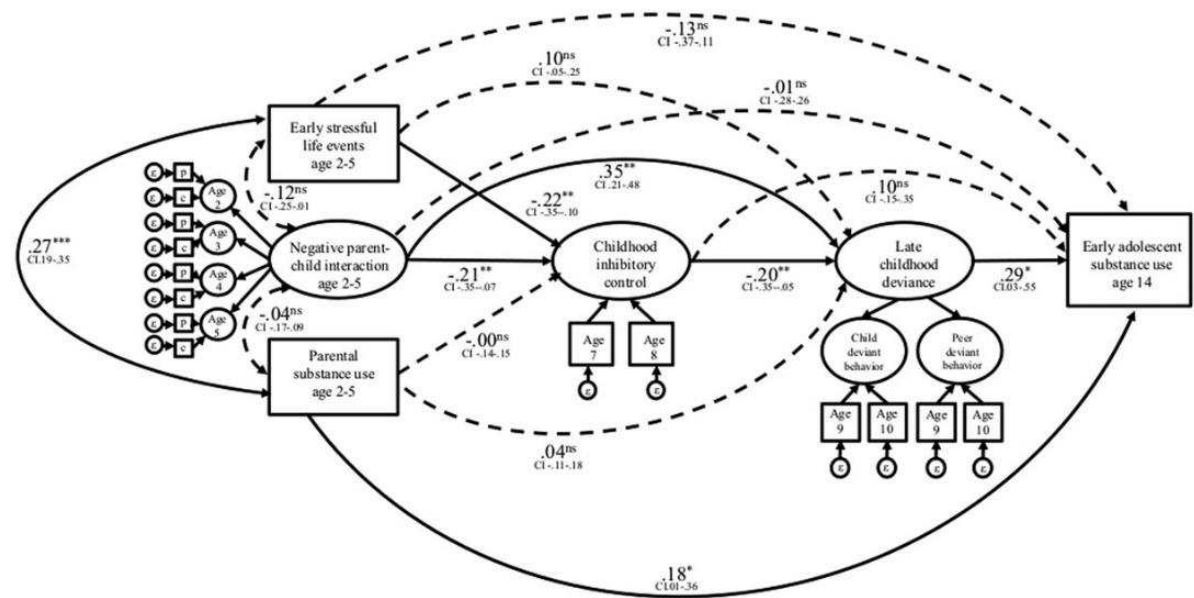 -.13ns
CI -.37-.11
.10ns
CI -.05-.25
-.01ns
CI -.28-.26
Early stressful
life events
age 2-5
.35**
CI .21-.48
.10ns
CI -.15-.35
-.12ns
CI -.25-.01
-.22**
CI -.35--.10
ε p
ε c
Age
2
ε p
ε c
Age
3
ε p
ε c
Age
4
ε p
ε c
Age
5
.27***
CI.19-.35
Negative parent-
child interaction
age 2-5
-.21**
CI -.35--.07
Childhood
inhibitory
control
-.20**
CI -.35-.05
Late
childhood
deviance
.29*
CI.03-.55
Early adolescent
substance use
age 14
-.04ns
CI -.17-.09
-.00ns
CI -.14-.15
Parental
substance use
age 2-5
Age
7
Age
8
ε ε
Child
deviant
behavior
Peer
deviant
behavior
Age
9
Age
10
Age
9
Age
10
ε ε ε ε
.04ns
CI -.11-.18
.18*
CI.01-.36